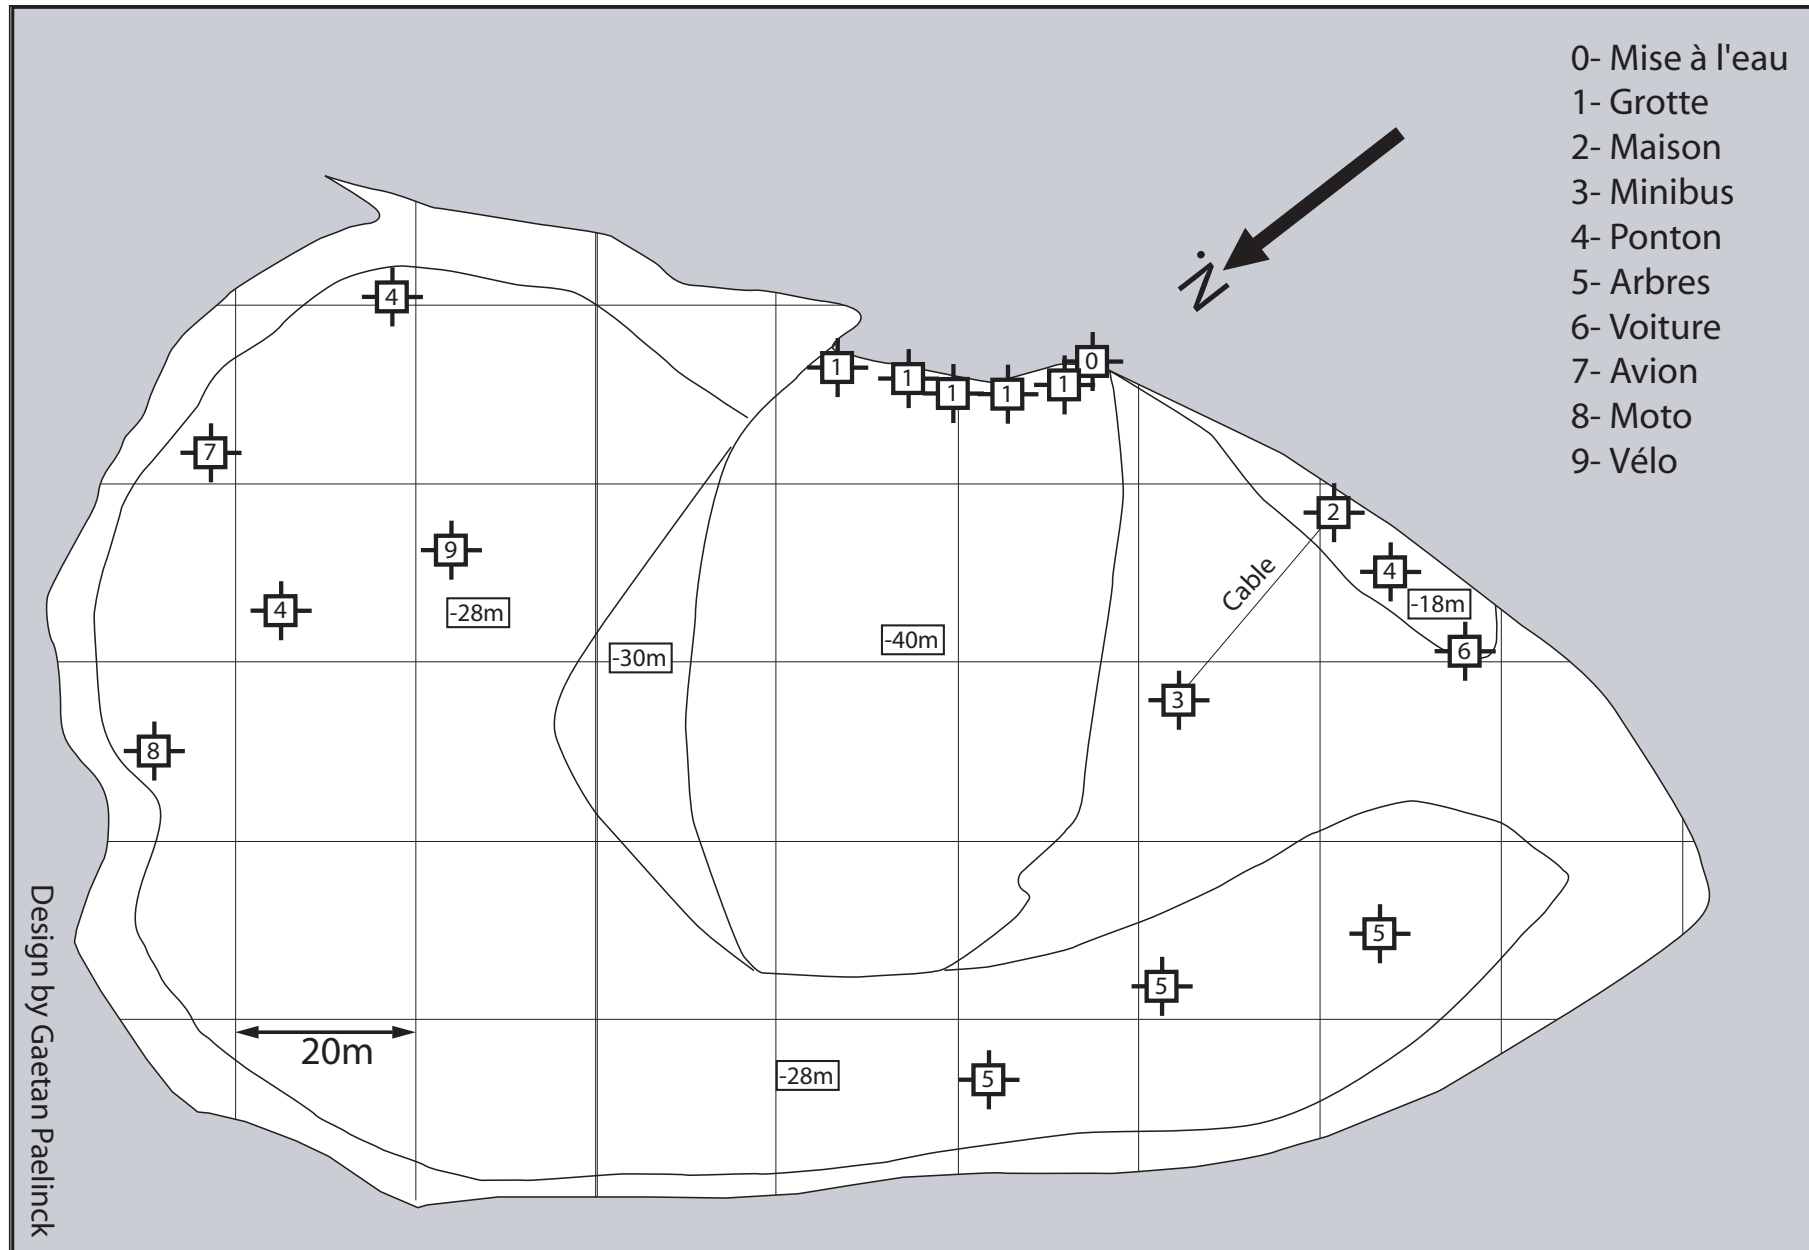 0- Mise à l'eau
1- Grotte
2- Maison
3- Minibus
4- Ponton
5- Arbres
6- Voiture
7- Avion
8- Moto
9- Vélo
N
4
1
1
1
1
1
0
7
2
9
Cable
4
4
-28m
-18m
-30m
-40m
6
3
8
5
5
20m
-28m
5
Design by Gaetan Paelinck